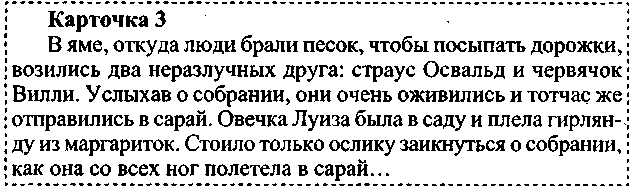 Карточка 3
В яме, откуда люди брали песок, чтобы посыпать дорожки,
возились два неразлучных друга: страус Освальд и червячок
Вилли. Услыхав о собрании, они очень оживились и тотчас же
отправились в сарай. Овечка Луиза была в саду и плела гирлян-
ду из маргариток. Стоило только ослику заикнуться о собрании,
как она со всех ног полетела в сарай...